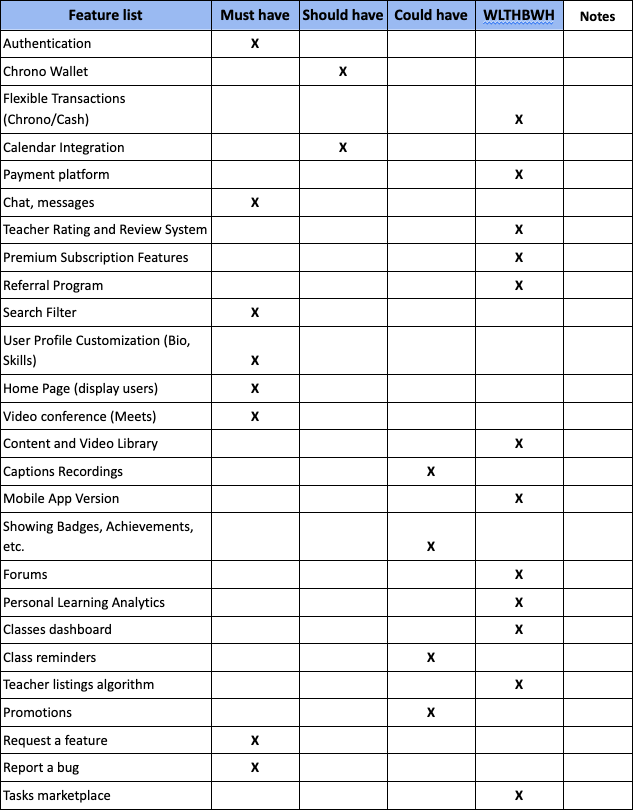 Feature list Must have Should have Could have WLTHBWH Notes
Authentication X
Chrono Wallet X
Flexible Transactions
(Chrono/Cash) X
Calendar Integration X
Payment platform X
Chat, messages X
Teacher Rating and Review System X
Premium Subscription Features X
Referral Program X
Search Filter X
User Profile Customization (Bio,
Skills) X
Home Page (display users) X
Video conference (Meets) X
Content and Video Library X
Captions Recordings X
Mobile App Version X
Showing Badges, Achievements,
etc. X
Forums X
Personal Learning Analytics X
Classes dashboard X
Class reminders X
Teacher listings algorithm X
Promotions X
Request a feature X
Report a bug X
Tasks marketplace X